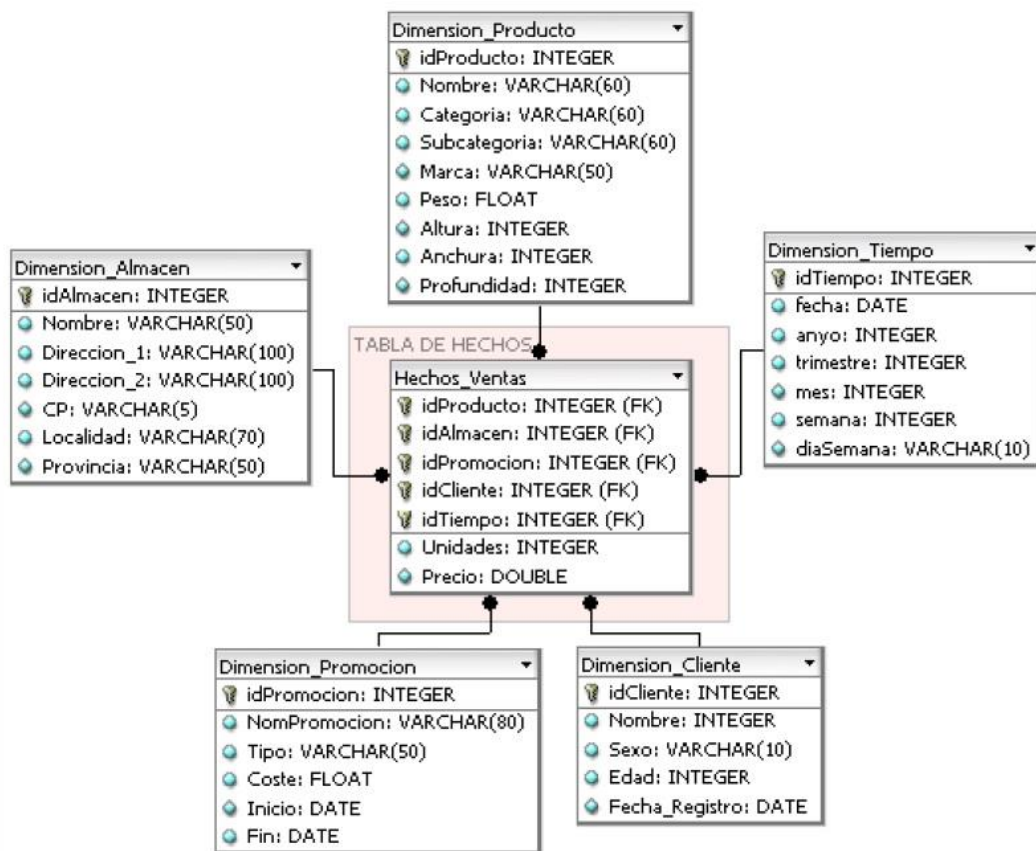 Dimension_Producto
idProducto: INTEGER
Nombre: VARCHAR(60)
Categoria: VARCHAR(60)
Subcategoria: VARCHAR(60)
Marca: VARCHAR(50)
Peso: FLOAT
Altura: INTEGER
Anchura: INTEGER
Profundidad: INTEGER
Dimension_Almacen
idAlmacen: INTEGER
Nombre: VARCHAR(50)
Direccion_1: VARCHAR(100)
Direccion_2: VARCHAR(100)
CP: VARCHAR(5)
Localidad: VARCHAR(70)
Provincia: VARCHAR(50)
Dimension_Tiempo
idTiempo: INTEGER
fecha: DATE
anyo: INTEGER
trimestre: INTEGER
mes: INTEGER
semana: INTEGER
diaSemana: VARCHAR(10)
TABLA DE HECHOS
Hechos_Ventas
idProducto: INTEGER (FK)
idAlmacen: INTEGER (FK)
idPromocion: INTEGER (FK)
idCliente: INTEGER (FK)
idTiempo: INTEGER (FK)
Unidades: INTEGER
Precio: DOUBLE
Dimension_Promocion
idPromocion: INTEGER
NomPromocion: VARCHAR(80)
Tipo: VARCHAR(50)
Coste: FLOAT
Inicio: DATE
Fin: DATE
Dimension_Cliente
idCliente: INTEGER
Nombre: INTEGER
Sexo: VARCHAR(10)
Edad: INTEGER
Fecha_Registro: DATE